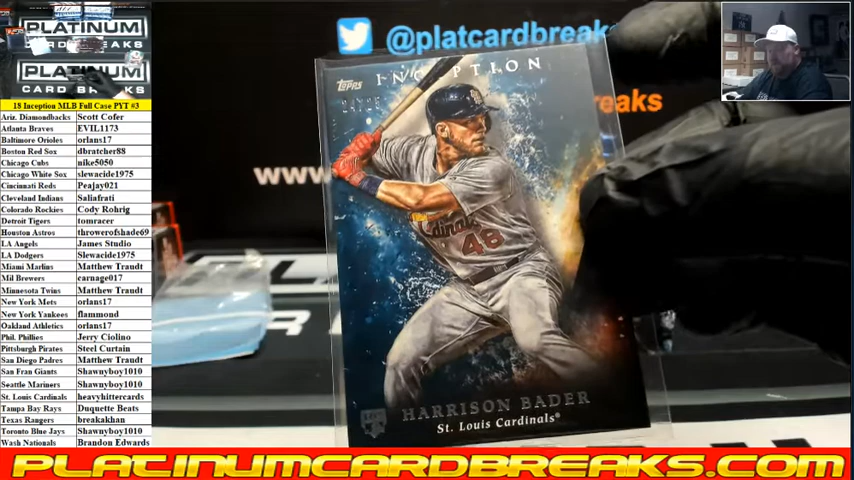 PLATINUM
CARD BREAKS
PLATINUM
CARD BREAKS
18 Inception MLB Full Case PYT #3
Ariz. Diamondbacks Scott Cofer
Atlanta Braves EVIL1173
Baltimore Orioles orlans17
Boston Red Sox dbratcher88
Chicago Cubs nike5050
Chicago White Sox slewacide1975
Cincinnati Reds Peajay021
Cleveland Indians Saliafrati
Colorado Rockies Cody Rohrig
Detroit Tigers tomracer
Houston Astros throwerofshade69
LA Angels James Studio
LA Dodgers Slewacide1975
Miami Marlins Matthew Traudt
Mil Brewers carnage017
Minnesota Twins Matthew Traudt
New York Mets orlans17
New York Yankees flammond
Oakland Athletics orlans17
Phil. Phillies Jerry Ciolino
Pittsburgh Pirates Steel Curtain
San Diego Padres Matthew Traudt
San Fran Giants Shawnyboy1010
Seattle Mariners Shawnyboy1010
St. Louis Cardinals heavyhittercards
Tampa Bay Rays Duquette Beats
Texas Rangers breakakhan
Toronto Blue Jays Shawnyboy1010
Wash Nationals Brandon Edwards
@platcardbreaks
breaks
www
Topps
INCEPTION
Cardinals
48
HARRISON BADER
St. Louis Cardinals®
PLATINUMCARDBREAKS.COM